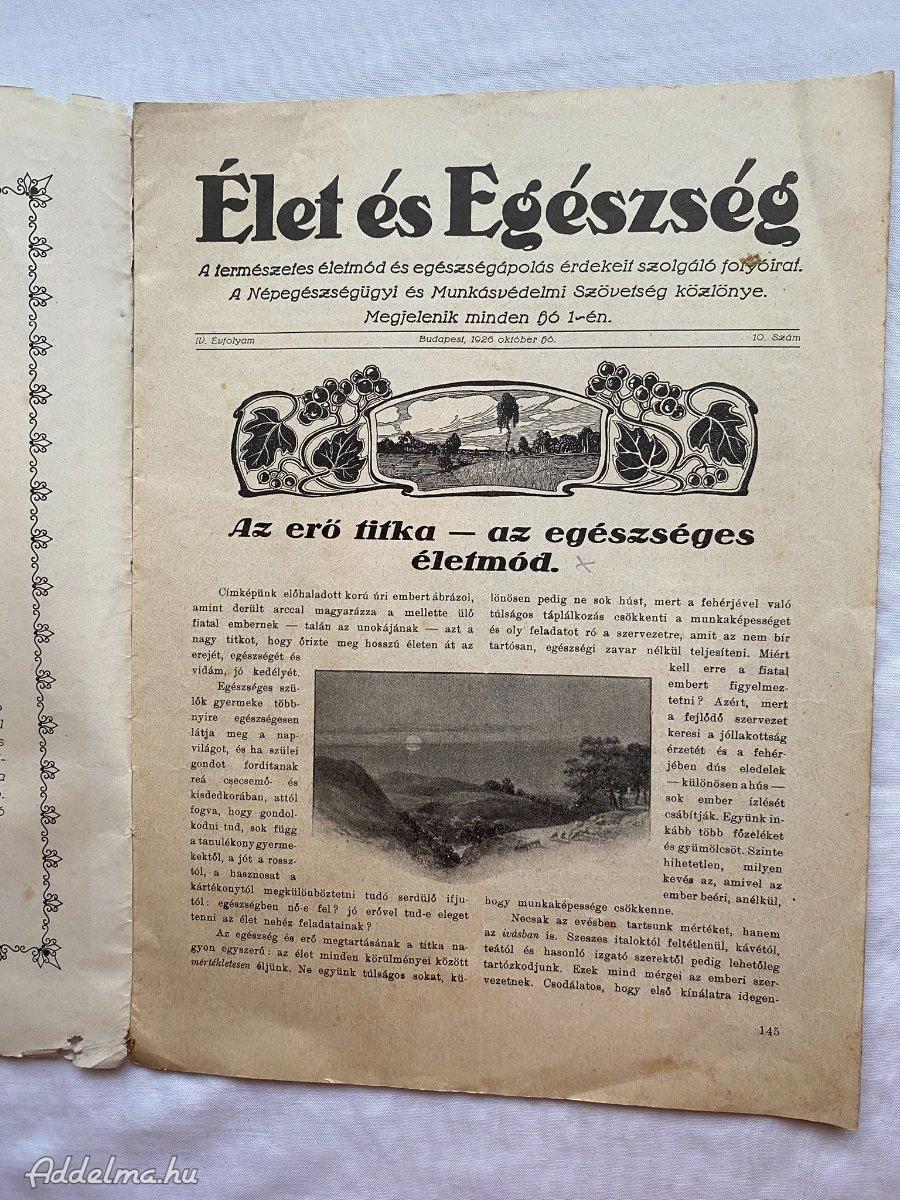 Élet és Egészség
A természetes életmód és egészségápolás érdekeit szolgáló folyóirat.
A Népegészségügyi és Munkásvédelmi Szövetség közlönye.
Megjelenik minden hó 1-én.
IV. Évfolyam Budapest, 1926 október hó. 10. Szám
Az erő titka — az egészséges
életmód.
Címképünk előhaladott korú úri embert ábrázol,
amint derült arccal magyarázza a mellette ülő
fiatal embernek — talán az unokájának — azt a
nagy titkot, hogy őrizte meg hosszú életen át az
erejét, egészségét és
vidám, jó kedélyét.
Egészséges szü-
lők gyermeke több-
nyire egészségesen
látja meg a nap-
világot, és ha szülei
gondot fordítanak
reá csecsemő- és
kisdedkorában, attól
fogva, hogy gondol-
kodni tud, sok függ
a tanulékony gyerme-
kektől, a jót a rossz-
tól, a hasznosat a
kártékonytól megkülönböztetni tudó serdülő ifju-
tól: egészségben nő-e fel? jó erővel tud-e eleget
tenni az élet nehéz feladatainak?
Az egészség és erő megtartásának a titka na-
gyon egyszerű: az élet minden körülményei között
mértékletesen éljünk. Ne együnk túlságos sokat, kü-
lönösen pedig ne sok húst, mert a fehérjével való
túlságos táplálkozás csökkenti a munkaképességet
és oly feladatot ró a szervezetre, amit az nem bír
tartósan, egészségi zavar nélkül teljesíteni. Miért
kell erre a fiatal
embert figyelmez-
tetni? Azért, mert
a fejlődő szervezet
keresi a jóllakottság
érzetét és a fehér-
jében dús eledelek
— különösen a hús —
sok ember ízlését
csábítják. Együnk in-
kább több főzeléket
és gyümölcsöt. Szinte
hihetetlen, milyen
kevés az, amivel az
ember beéri, anélkül,
hogy munkaképessége csökkenne.
Necsak az evésben tartsunk mértéket, hanem
az ivásban is. Szeszes italoktól feltétlenül, kávétól,
teától és hasonló izgató szerektől pedig lehetőleg
tartózkodjunk. Ezek mind mérgei az emberi szer-
vezetnek. Csodálatos, hogy első kínálatra idegen-
145
Addelma.hu